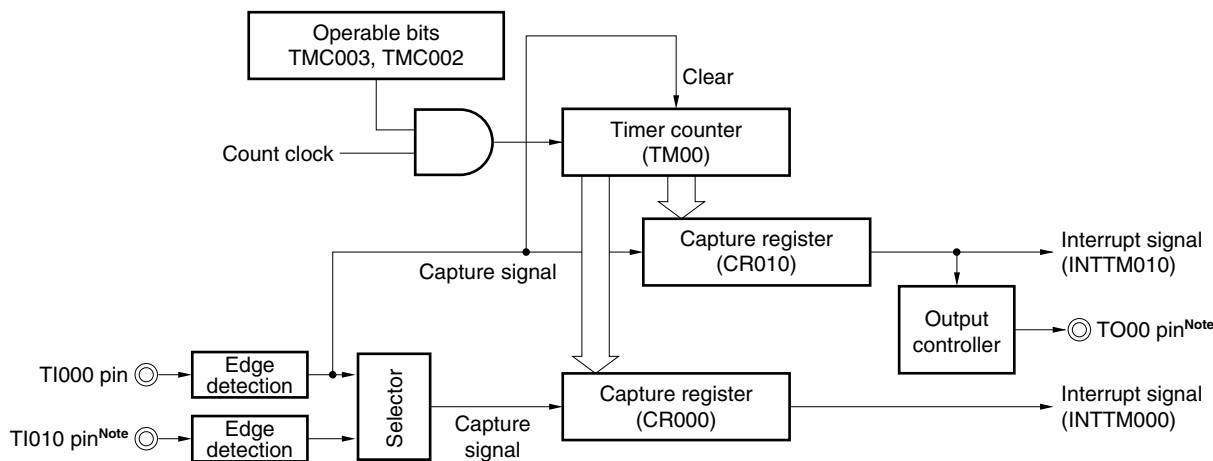 Operable bits
TMC003, TMC002
Clear
Timer counter
(TM00)
Count clock
Capture register
(CR010)
Interrupt signal
(INTTM010)
Capture signal
Output
controller
TO00 pinNote
TI000 pin
Edge
detection
Selector
Capture register
(CR000)
Interrupt signal
(INTTM000)
TI010 pinNote
Edge
detection
Capture
signal